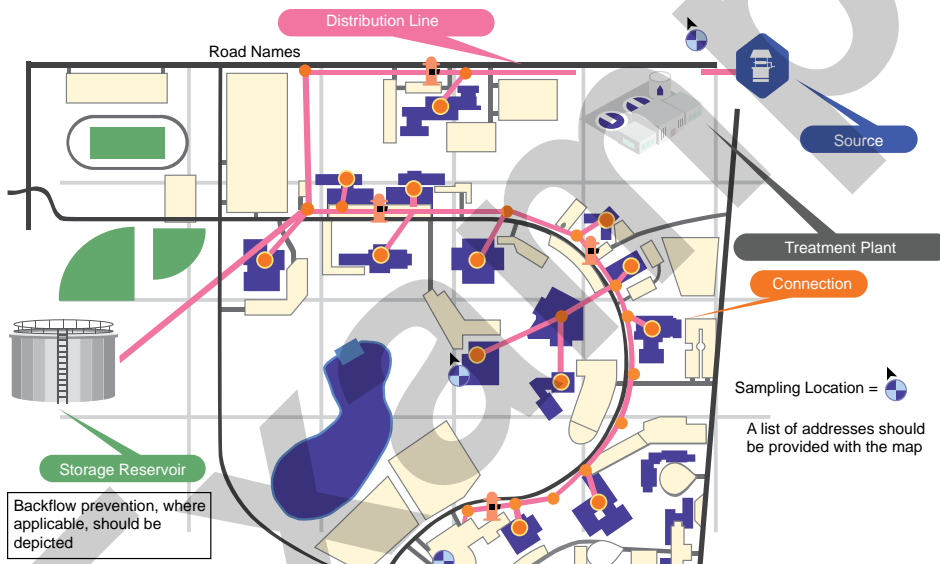 Distribution Line
Road Names
Source
Treatment Plant
Connection
Sampling Location =
A list of addresses should
be provided with the map
Storage Reservoir
Backflow prevention, where
applicable, should be
depicted